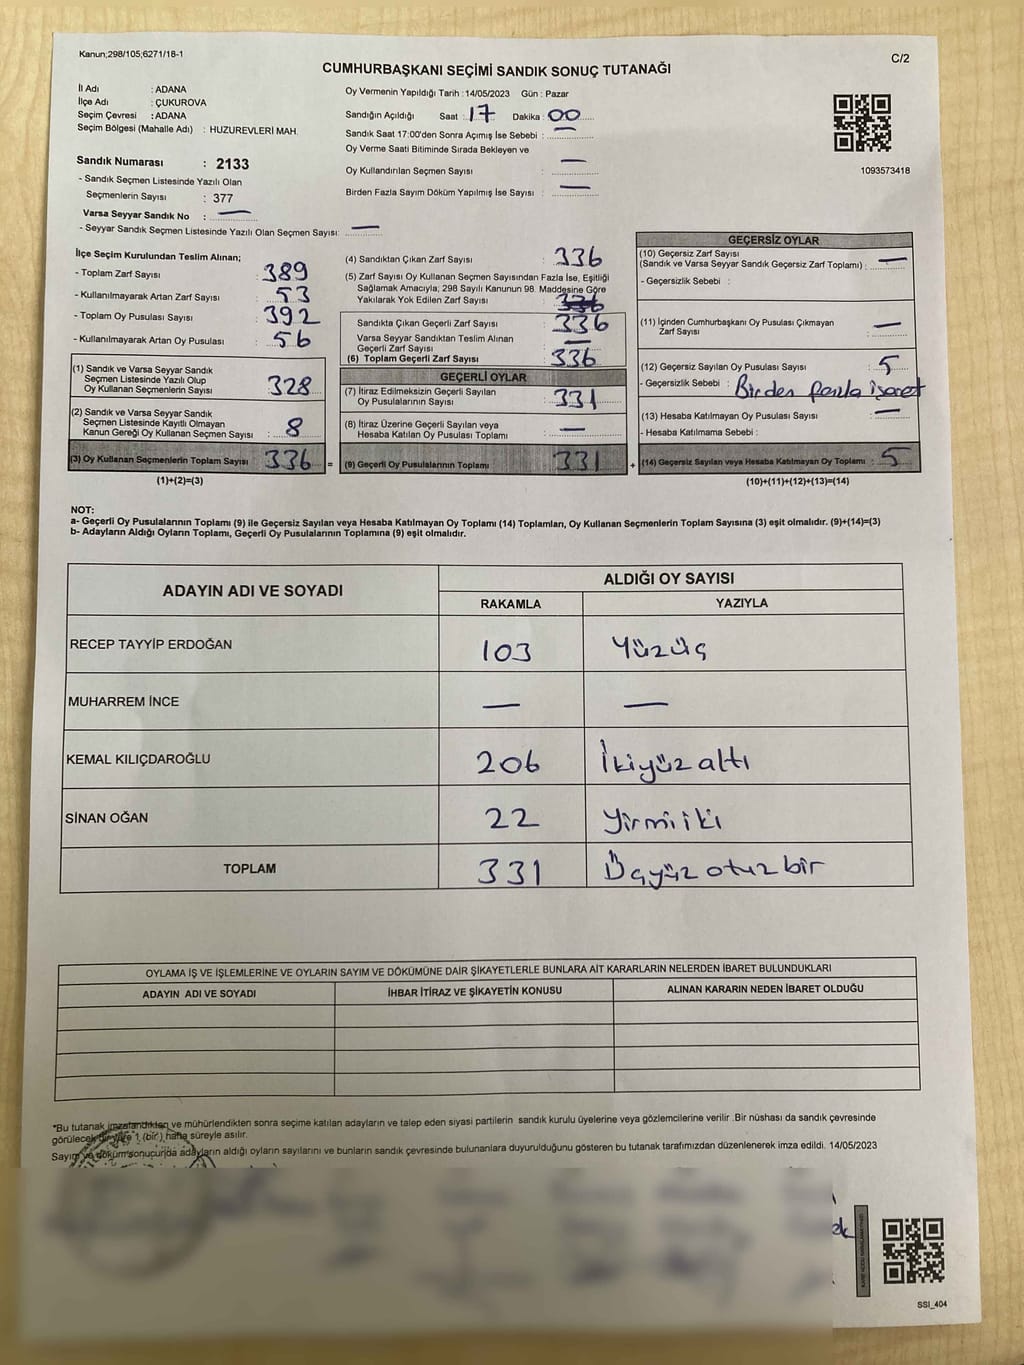 Kanun;298/105;6271/18-1
C/2
CUMHURBAŞKANI SEÇİMİ SANDIK SONUÇ TUTANAĞI
İl Adı : ADANA
İlçe Adı : ÇUKUROVA
Seçim Çevresi : ADANA
Seçim Bölgesi (Mahalle Adı) : HUZUREVLERİ MAH.
Sandık Numarası : 2133
- Sandık Seçmen Listesinde Yazılı Olan
Seçmenlerin Sayısı : 377
Varsa Seyyar Sandık No : —
- Seyyar Sandık Seçmen Listesinde Yazılı Olan Seçmen Sayısı: —
Oy Vermenin Yapıldığı Tarih : 14/05/2023 Gün : Pazar
Sandığın Açıldığı Saat : 17 Dakika : 00
Sandık Saat 17:00'den Sonra Açımış İse Sebebi : —
Oy Verme Saati Bitiminde Sırada Bekleyen ve
Oy Kullandırılan Seçmen Sayısı : —
Birden Fazla Sayım Döküm Yapılmış İse Sayısı : —
1093573418
İlçe Seçim Kurulundan Teslim Alınan;
- Toplam Zarf Sayısı : 389
- Kullanılmayarak Artan Zarf Sayısı : 53
- Toplam Oy Pusulası Sayısı : 392
- Kullanılmayarak Artan Oy Pusulası : 56
(1) Sandık ve Varsa Seyyar Sandık
Seçmen Listesinde Yazılı Olup
Oy Kullanan Seçmenlerin Sayısı : 328
(2) Sandık ve Varsa Seyyar Sandık
Seçmen Listesinde Kayıtlı Olmayan
Kanun Gereği Oy Kullanan Seçmen Sayısı : 8
(3) Oy Kullanan Seçmenlerin Toplam Sayısı : 336 =
(1)+(2)=(3)
(4) Sandıktan Çıkan Zarf Sayısı : 336
(5) Zarf Sayısı Oy Kullanan Seçmen Sayısından Fazla İse, Eşitliği
Sağlamak Amacıyla; 298 Sayılı Kanunun 98. Maddesine Göre
Yakılarak Yok Edilen Zarf Sayısı : 336
Sandıkta Çıkan Geçerli Zarf Sayısı : 336
Varsa Seyyar Sandıktan Teslim Alınan
Geçerli Zarf Sayısı : —
(6) Toplam Geçerli Zarf Sayısı : 336
GEÇERLİ OYLAR
(7) İtiraz Edilmeksizin Geçerli Sayılan
Oy Pusulalarının Sayısı : 331
(8) İtiraz Üzerine Geçerli Sayılan veya
Hesaba Katılan Oy Pusulası Toplamı : —
(9) Geçerli Oy Pusulalarının Toplamı : 331 +
GEÇERSİZ OYLAR
(10) Geçersiz Zarf Sayısı
(Sandık ve Varsa Seyyar Sandık Geçersiz Zarf Toplamı) : —
- Geçersizlik Sebebi :
(11) İçinden Cumhurbaşkanı Oy Pusulası Çıkmayan
Zarf Sayısı : —
(12) Geçersiz Sayılan Oy Pusulası Sayısı : 5
- Geçersizlik Sebebi : Birden fazla işaret
(13) Hesaba Katılmayan Oy Pusulası Sayısı : —
- Hesaba Katılmama Sebebi :
(14) Geçersiz Sayılan veya Hesaba Katılmayan Oy Toplamı : 5
(10)+(11)+(12)+(13)=(14)
NOT:
a- Geçerli Oy Pusulalarının Toplamı (9) ile Geçersiz Sayılan veya Hesaba Katılmayan Oy Toplamı (14) Toplamları, Oy Kullanan Seçmenlerin Toplam Sayısına (3) eşit olmalıdır. (9)+(14)=(3)
b- Adayların Aldığı Oyların Toplamı, Geçerli Oy Pusulalarının Toplamına (9) eşit olmalıdır.
ADAYIN ADI VE SOYADI
ALDIĞI OY SAYISI
RAKAMLA YAZIYLA
RECEP TAYYİP ERDOĞAN 103 Yüzüç
MUHARREM İNCE — —
KEMAL KILIÇDAROĞLU 206 İkiyüzaltı
SİNAN OĞAN 22 Yirmiiki
TOPLAM 331 Üçyüz otuz bir
OYLAMA İŞ VE İŞLEMLERİNE VE OYLARIN SAYIM VE DÖKÜMÜNE DAİR ŞİKAYETLERLE BUNLARA AİT KARARLARIN NELERDEN İBARET BULUNDUKLARI
ADAYIN ADI VE SOYADI İHBAR İTİRAZ VE ŞİKAYETİN KONUSU ALINAN KARARIN NEDEN İBARET OLDUĞU
*Bu tutanak imzalandıktan ve mühürlendikten sonra seçime katılan adayların ve talep eden siyasi partilerin sandık kurulu üyelerine veya gözlemcilerine verilir .Bir nüshası da sandık çevresinde
görülecek bir yere 1 (bir ) hafta süreyle asılır.
Sayım ve döküm sonucunda adayların aldığı oyların sayılarını ve bunların sandık çevresinde bulunanlara duyurulduğunu gösteren bu tutanak tarafımızdan düzenlenerek imza edildi. 14/05/2023
SSI_404